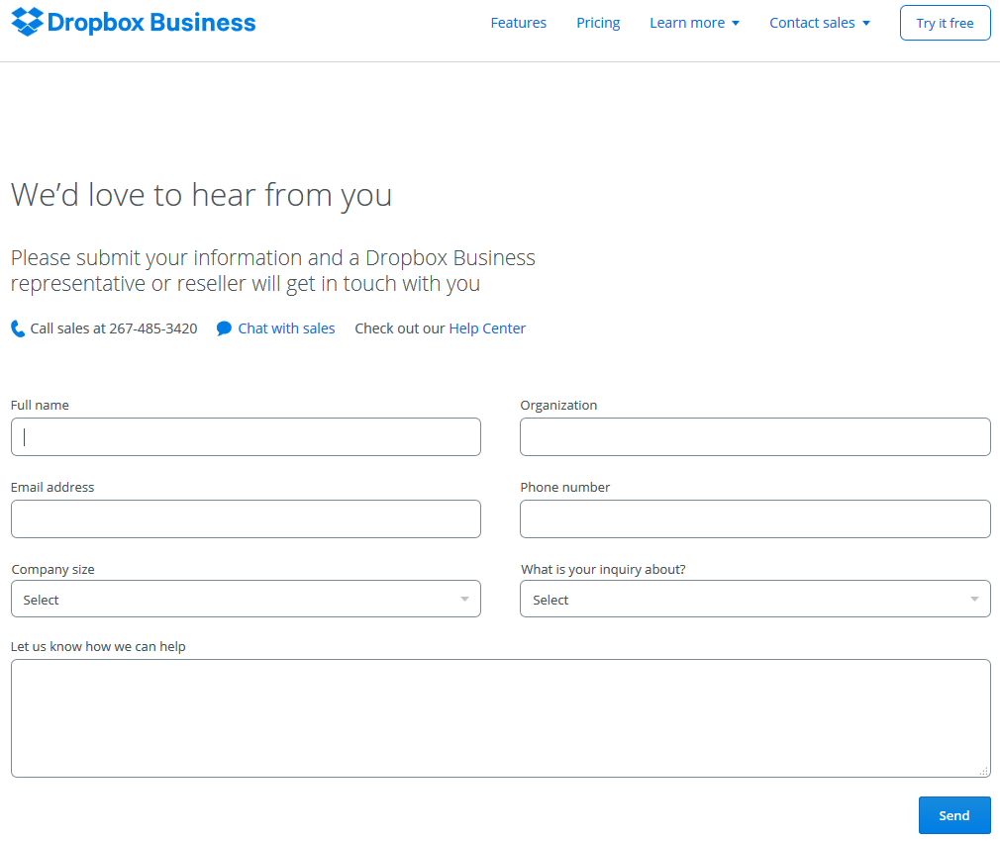 Dropbox Business
Features Pricing Learn more Contact sales Try it free
We’d love to hear from you
Please submit your information and a Dropbox Business
representative or reseller will get in touch with you
Call sales at 267-485-3420 Chat with sales Check out our Help Center
Full name Organization
Email address Phone number
Company size What is your inquiry about?
Select Select
Let us know how we can help
Send